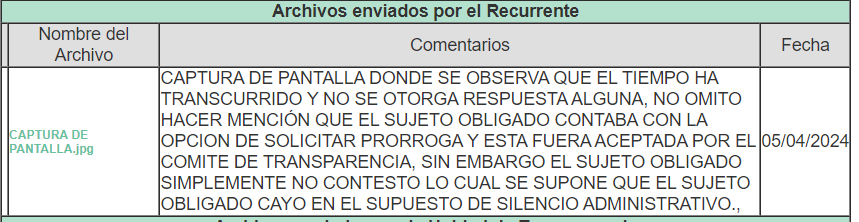 Archivos enviados por el Recurrente
Nombre del
Archivo
Comentarios
Fecha
CAPTURA DE
PANTALLA.jpg
CAPTURA DE PANTALLA DONDE SE OBSERVA QUE EL TIEMPO HA
TRANSCURRIDO Y NO SE OTORGA RESPUESTA ALGUNA, NO OMITO
HACER MENCIÓN QUE EL SUJETO OBLIGADO CONTABA CON LA
OPCION DE SOLICITAR PRORROGA Y ESTA FUERA ACEPTADA POR EL
COMITE DE TRANSPARENCIA, SIN EMBARGO EL SUJETO OBLIGADO
SIMPLEMENTE NO CONTESTO LO CUAL SE SUPONE QUE EL SUJETO
OBLIGADO CAYO EN EL SUPUESTO DE SILENCIO ADMINISTRATIVO.,
05/04/2024